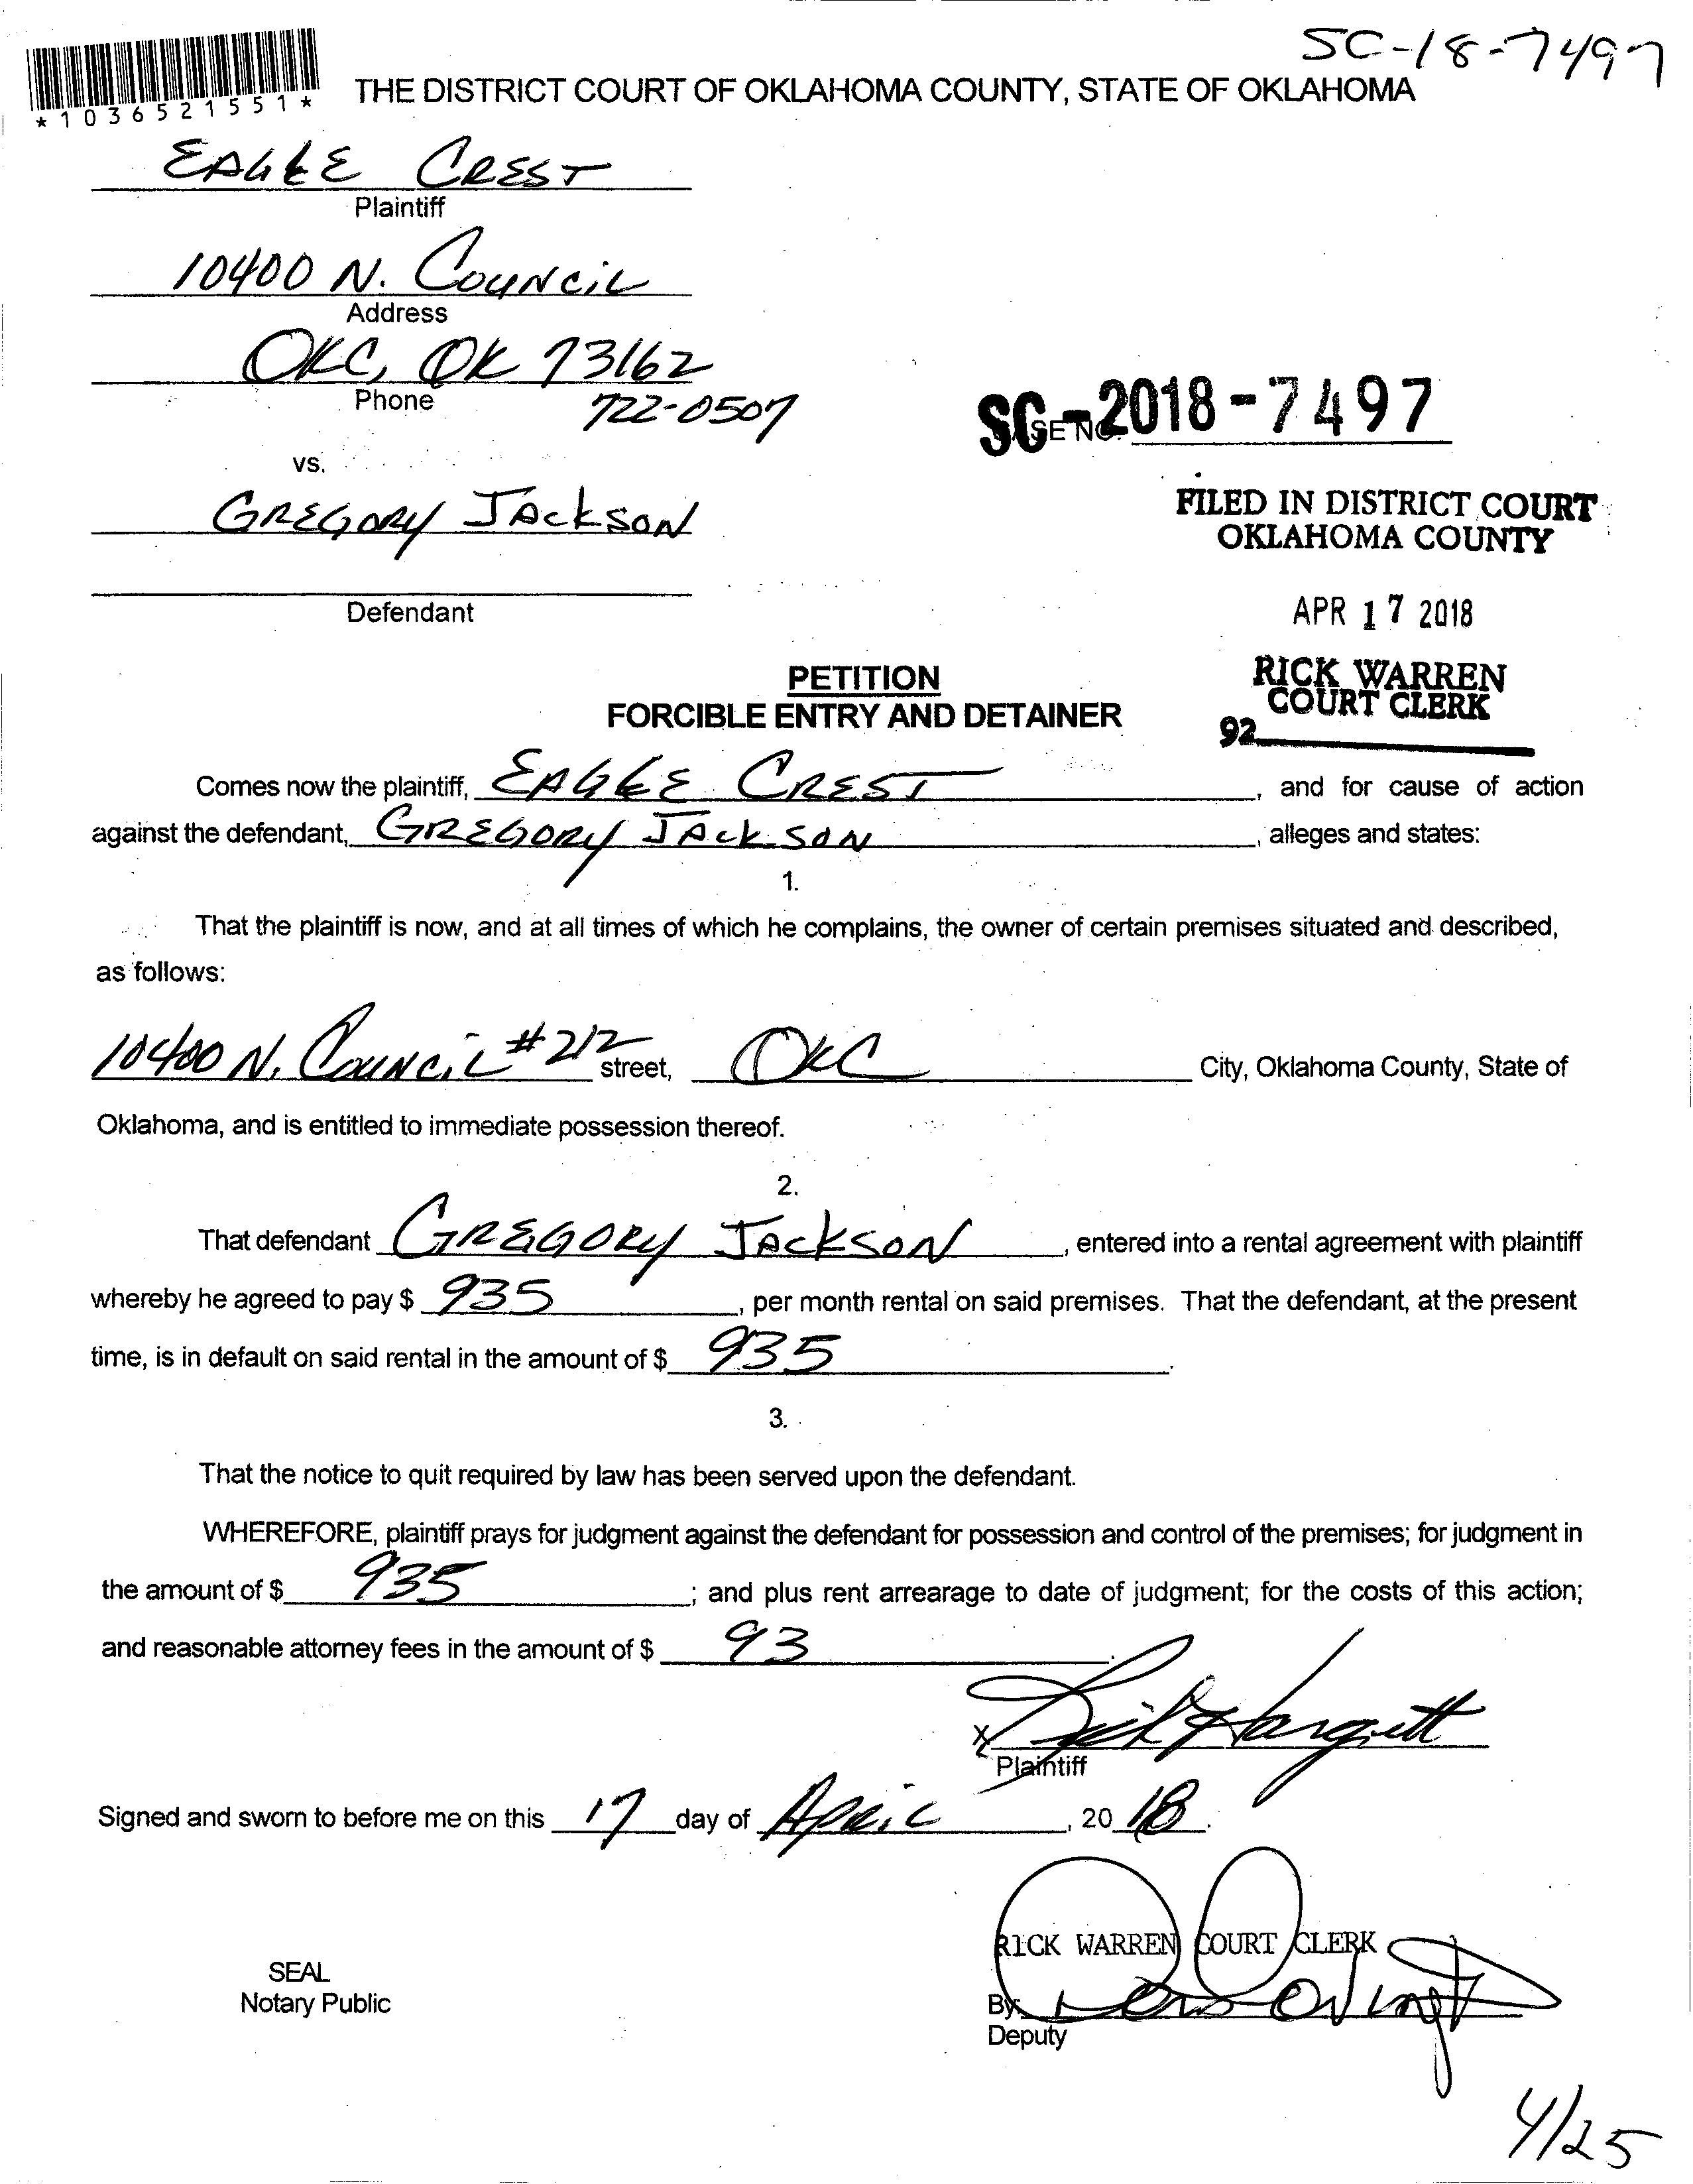 SC-18-7497
*1036521551*
THE DISTRICT COURT OF OKLAHOMA COUNTY, STATE OF OKLAHOMA
EAGLE CREST
Plaintiff
10400 N. COUNCIL
Address
OKC, OK 73162
Phone
722-0507
SC-2018-7497
SE NO.
vs.
GREGORY JACKSON
FILED IN DISTRICT COURT
OKLAHOMA COUNTY
Defendant
APR 17 2018
PETITION
FORCIBLE ENTRY AND DETAINER
RICK WARREN
COURT CLERK
92
Comes now the plaintiff, EAGLE CREST, and for cause of action
against the defendant, GREGORY JACKSON, alleges and states:
1.
That the plaintiff is now, and at all times of which he complains, the owner of certain premises situated and described,
as follows:
10400 N. COUNCIL #212 street, OKC City, Oklahoma County, State of
Oklahoma, and is entitled to immediate possession thereof.
2.
That defendant GREGORY JACKSON, entered into a rental agreement with plaintiff
whereby he agreed to pay $ 935, per month rental on said premises. That the defendant, at the present
time, is in default on said rental in the amount of $ 935.
3.
That the notice to quit required by law has been served upon the defendant.
WHEREFORE, plaintiff prays for judgment against the defendant for possession and control of the premises; for judgment in
the amount of $ 935; and plus rent arrearage to date of judgment; for the costs of this action;
and reasonable attorney fees in the amount of $ 93.
X Hargett
Plaintiff
Signed and sworn to before me on this 17 day of APRIL, 20 18.
RICK WARREN COURT CLERK
SEAL
Notary Public
By:
Deputy
4/25